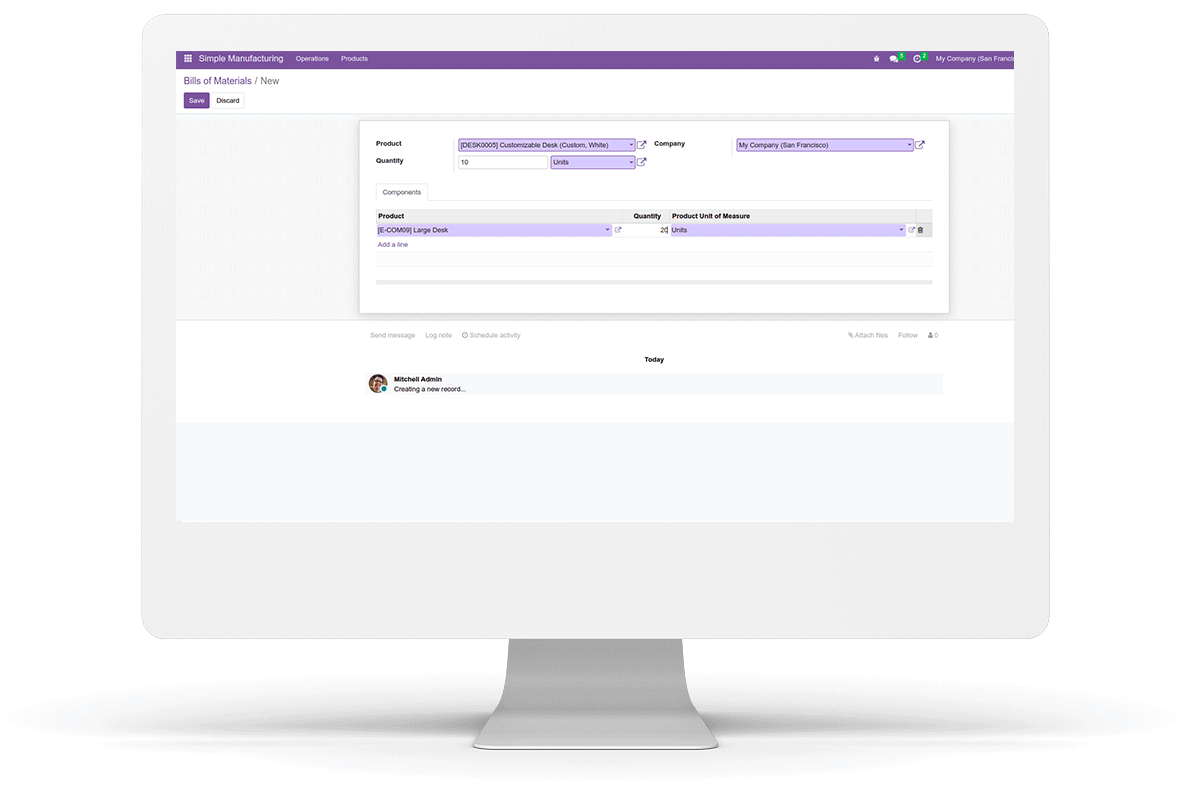 Simple Manufacturing Operations Products 5 2 My Company (San Francis
Bills of Materials / New
Save Discard
Product [DESK0005] Customizable Desk (Custom, White) Company My Company (San Francisco)
Quantity 10 Units
Components
Product Quantity Product Unit of Measure
[E-COM09] Large Desk 20 Units
Add a line
Send message Log note Schedule activity Attach files Follow 0
Today
Mitchell Admin
Creating a new record...